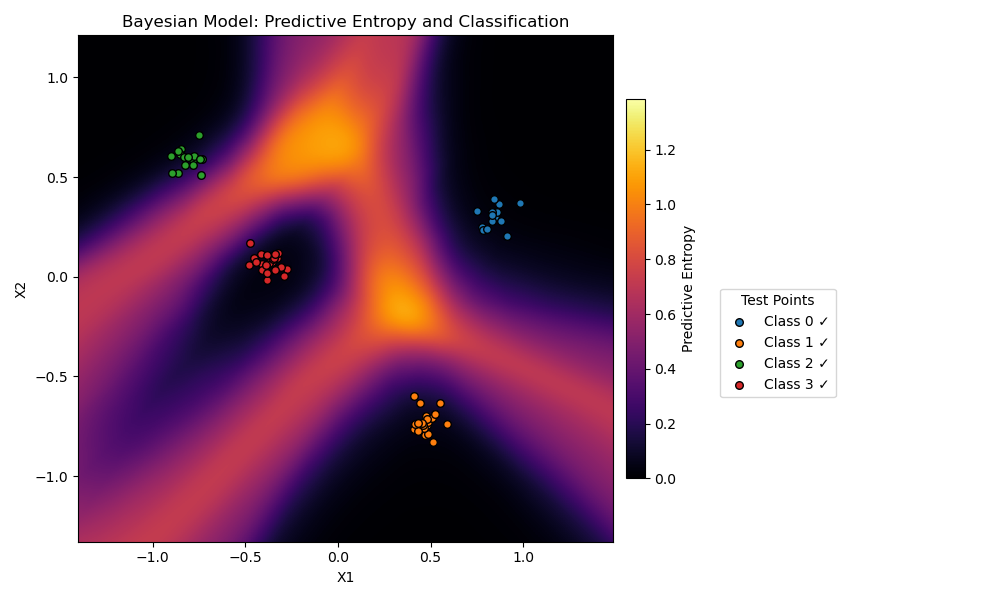 Bayesian Model: Predictive Entropy and Classification
1.0
0.5
0.0
−0.5
−1.0
X2
−1.0
−0.5
0.0
0.5
1.0
X1
1.2
1.0
0.8
0.6
0.4
0.2
0.0
Predictive Entropy
Test Points
Class 0 ✓
Class 1 ✓
Class 2 ✓
Class 3 ✓